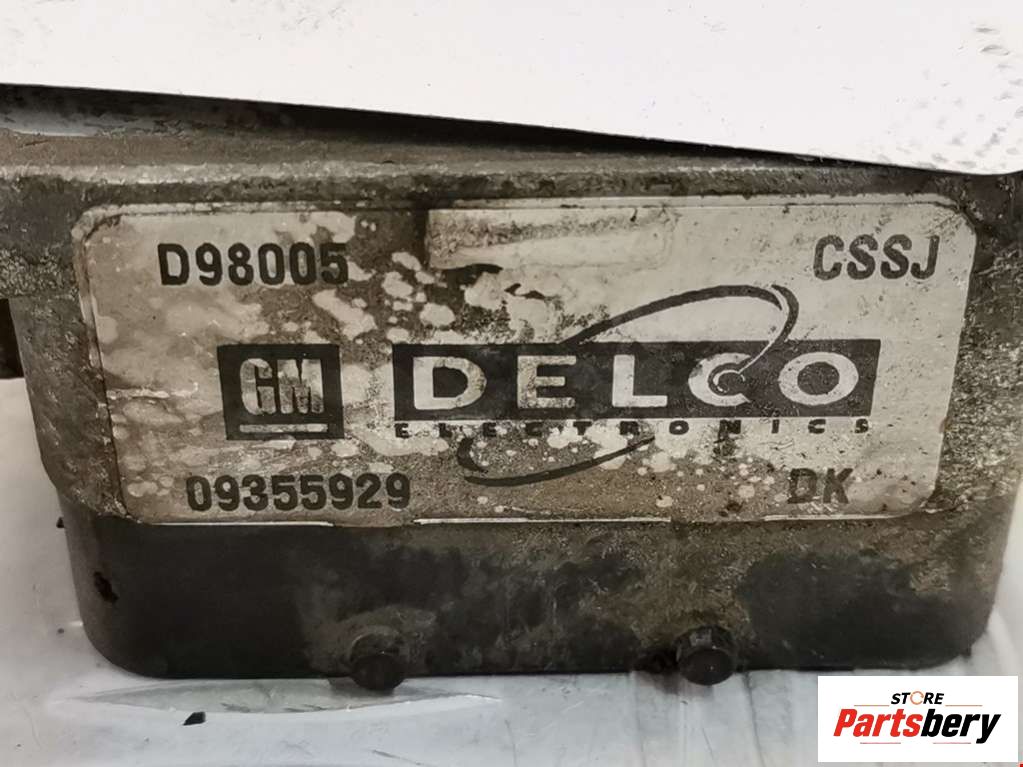 D98005 CSSJ
GM DELCO
ELECTRONICS
09355929 DK
STORE
Partsbery